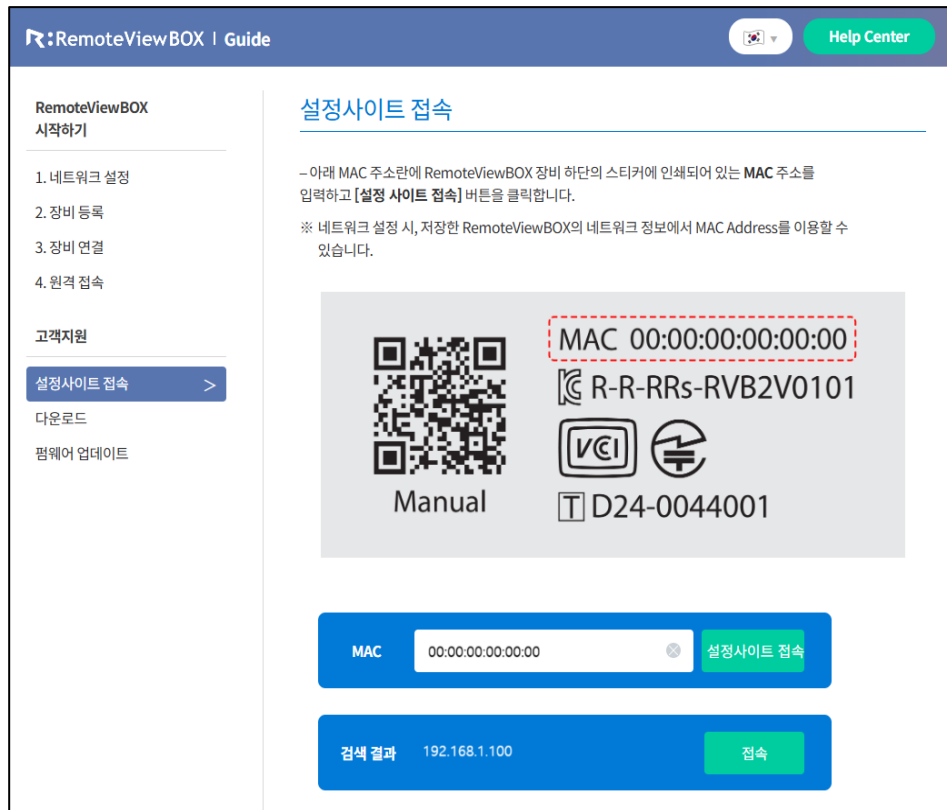 R:RemoteViewBOX | Guide
Help Center
RemoteViewBOX
시작하기
1. 네트워크 설정
2. 장비 등록
3. 장비 연결
4. 원격 접속
고객지원
설정사이트 접속 >
다운로드
펌웨어 업데이트
설정사이트 접속
– 아래 MAC 주소란에 RemoteViewBOX 장비 하단의 스티커에 인쇄되어 있는 MAC 주소를
입력하고 [설정 사이트 접속] 버튼을 클릭합니다.
※ 네트워크 설정 시, 저장한 RemoteViewBOX의 네트워크 정보에서 MAC Address를 이용할 수
있습니다.
MAC 00:00:00:00:00:00
R-R-RRs-RVB2V0101
VCI
Manual
T D24-0044001
MAC 00:00:00:00:00:00 설정사이트 접속
검색 결과 192.168.1.100 접속